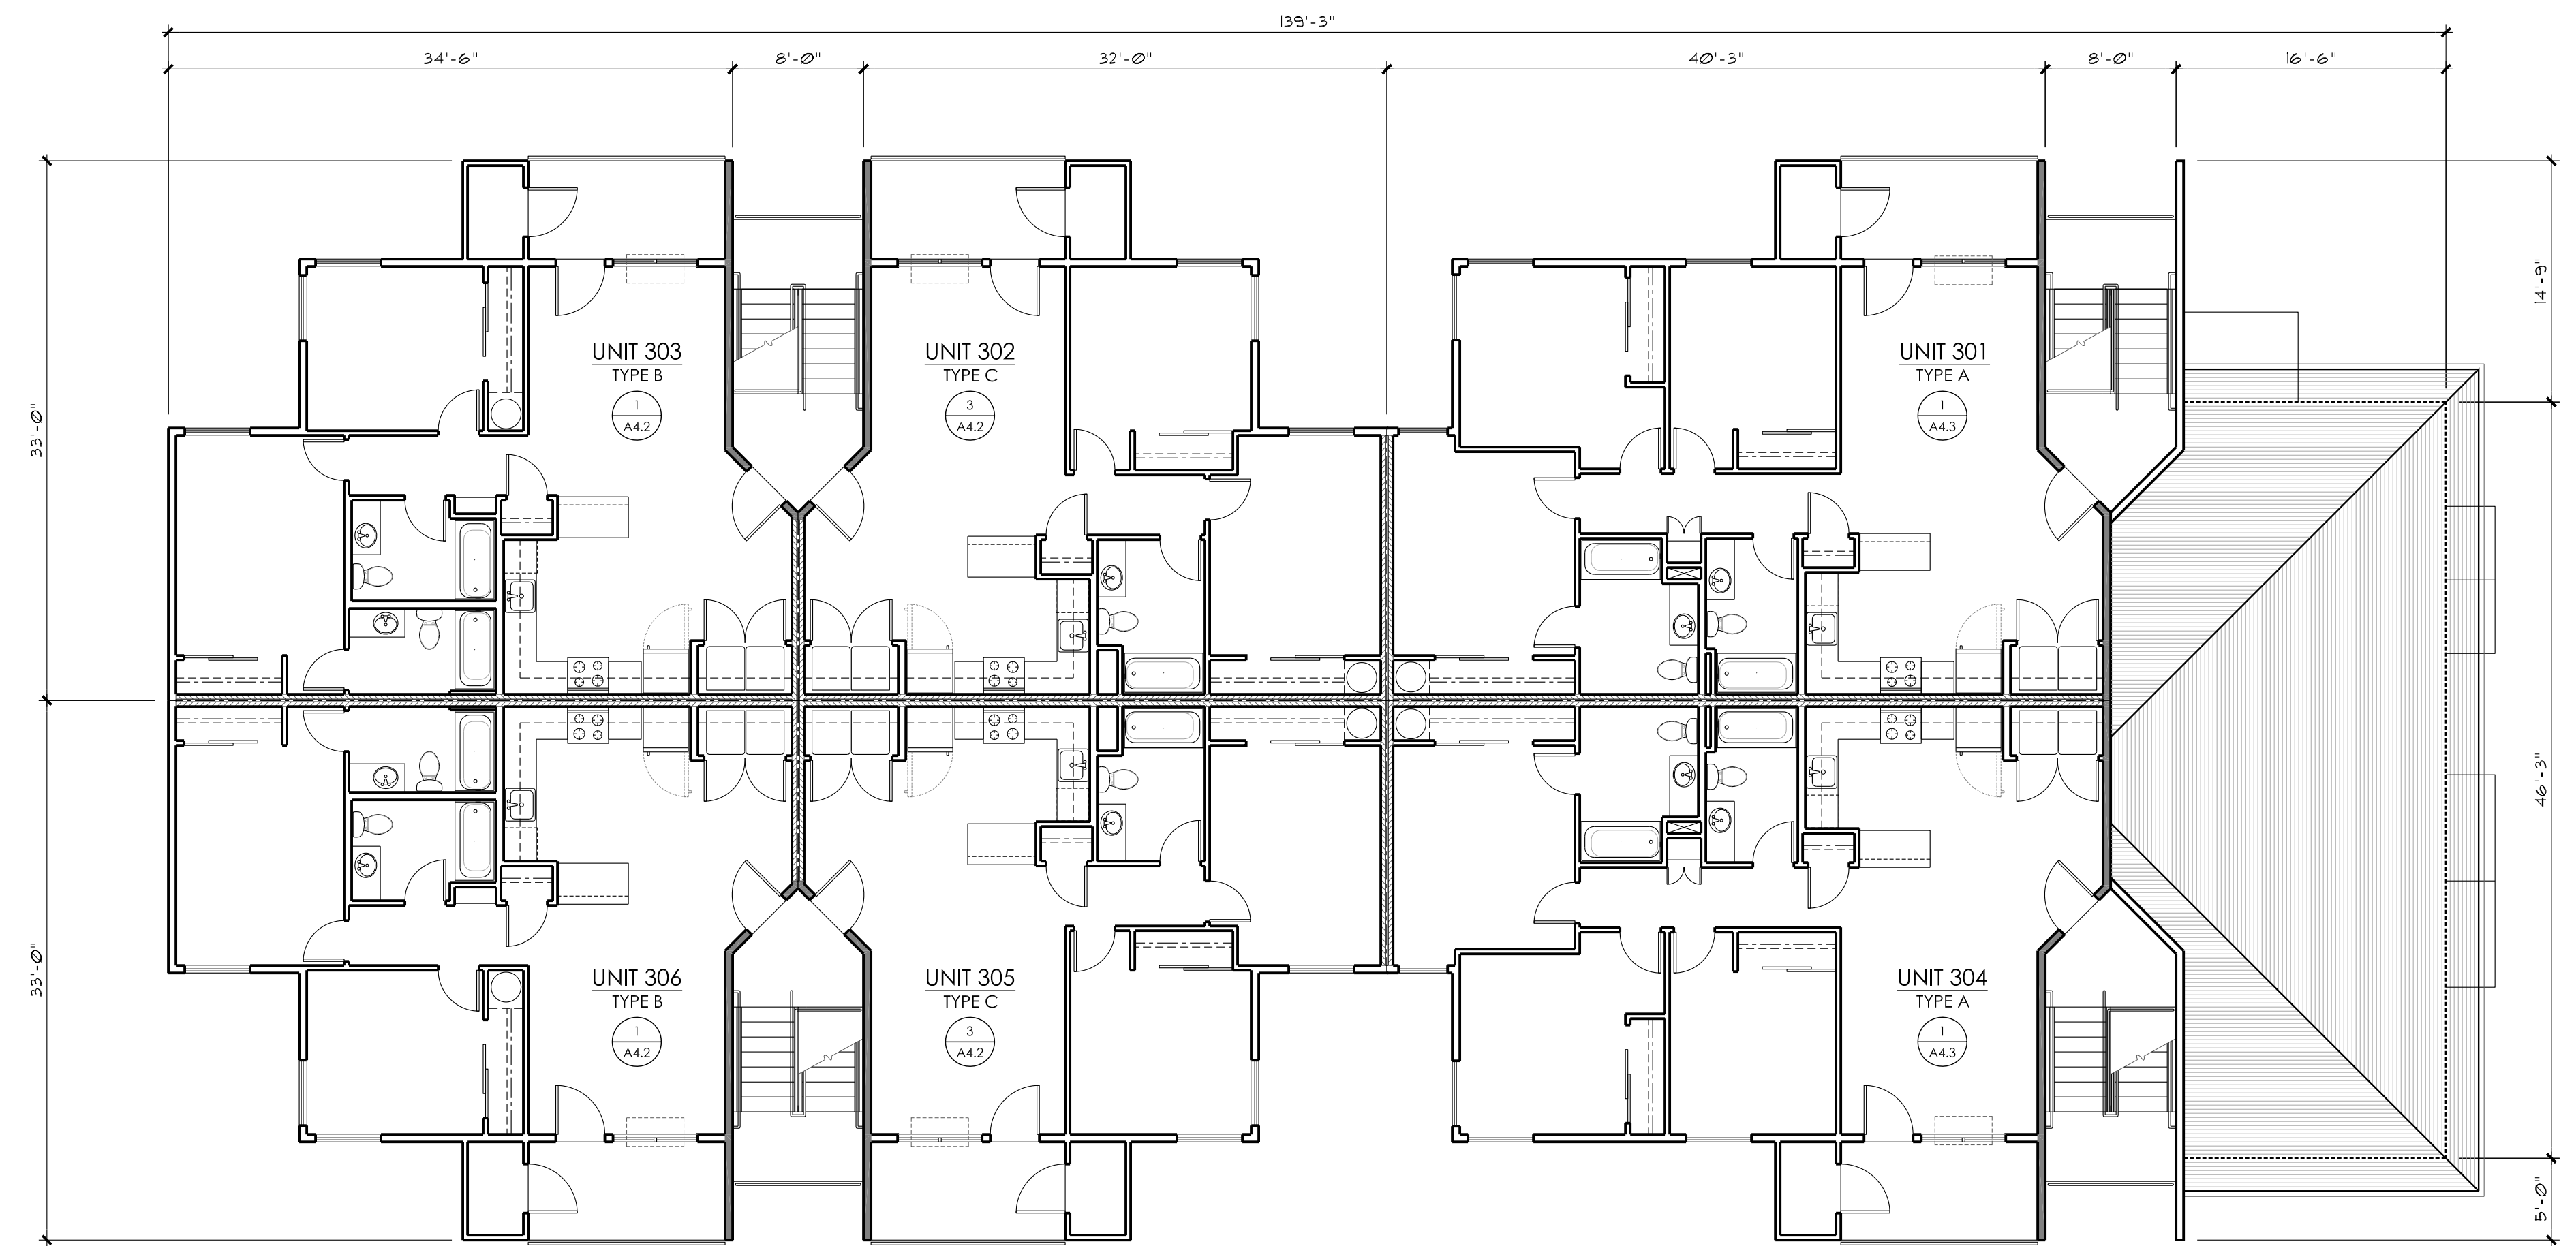 139'-3"
34'-6"
8'-0"
32'-0"
40'-3"
8'-0"
16'-6"
33'-0"
14'-9"
UNIT 303
TYPE B
1
A4.2
UNIT 302
TYPE C
3
A4.2
UNIT 301
TYPE A
1
A4.3
46'-3"
33'-0"
UNIT 306
TYPE B
1
A4.2
UNIT 305
TYPE C
3
A4.2
UNIT 304
TYPE A
1
A4.3
5'-0"